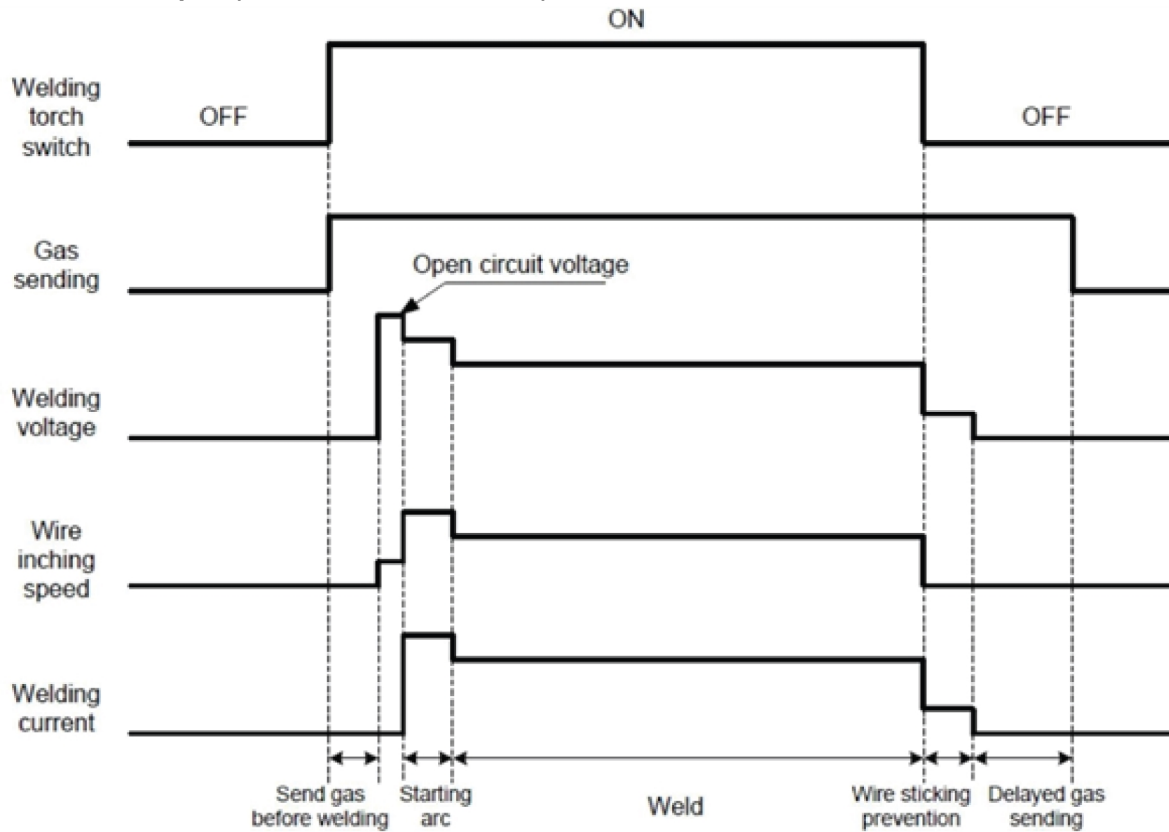 ON
Welding
torch
switch
OFF
OFF
Gas
sending
Open circuit voltage
Welding
voltage
Wire
inching
speed
Welding
current
Send gas
before welding
Starting
arc
Weld
Wire sticking
prevention
Delayed gas
sending